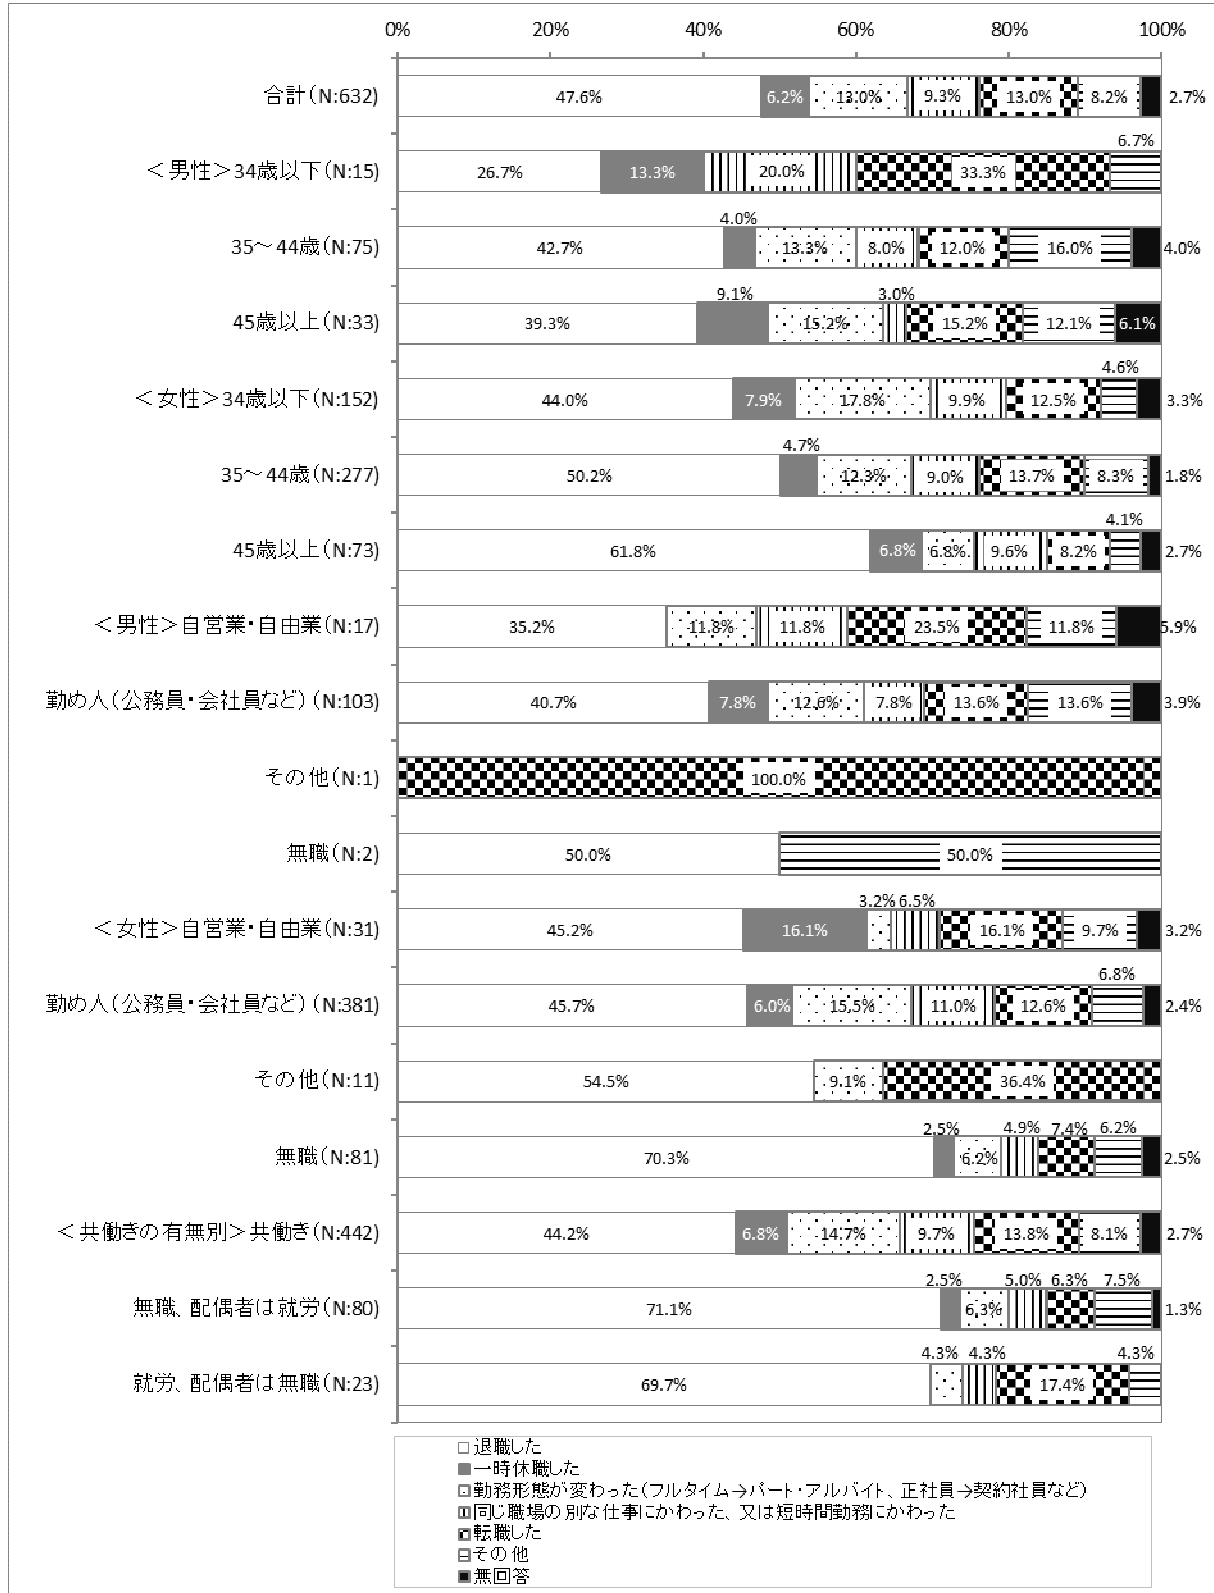 0% 20% 40% 60% 80% 100%
合計(N:632) 47.6% 6.2% 13.0% 9.3% 13.0% 8.2% 2.7%
6.7%
＜男性＞34歳以下(N:15) 26.7% 13.3% 20.0% 33.3%
4.0%
35～44歳(N:75) 42.7% 13.3% 8.0% 12.0% 16.0% 4.0%
9.1% 3.0%
45歳以上(N:33) 39.3% 15.2% 15.2% 12.1% 6.1%
4.6%
＜女性＞34歳以下(N:152) 44.0% 7.9% 17.8% 9.9% 12.5% 3.3%
4.7%
35～44歳(N:277) 50.2% 12.3% 9.0% 13.7% 8.3% 1.8%
4.1%
45歳以上(N:73) 61.8% 6.8% 6.8% 9.6% 8.2% 2.7%
＜男性＞自営業・自由業(N:17) 35.2% 11.8% 11.8% 23.5% 11.8% 5.9%
勤め人(公務員・会社員など) (N:103) 40.7% 7.8% 12.6% 7.8% 13.6% 13.6% 3.9%
その他(N:1) 100.0%
無職(N:2) 50.0% 50.0%
3.2% 6.5%
＜女性＞自営業・自由業(N:31) 45.2% 16.1% 16.1% 9.7% 3.2%
6.8%
勤め人(公務員・会社員など) (N:381) 45.7% 6.0% 15.5% 11.0% 12.6% 2.4%
その他(N:11) 54.5% 9.1% 36.4%
2.5% 4.9% 7.4% 6.2%
無職(N:81) 70.3% 6.2% 2.5%
＜共働きの有無別＞共働き(N:442) 44.2% 6.8% 14.7% 9.7% 13.8% 8.1% 2.7%
2.5% 5.0% 6.3% 7.5%
無職、配偶者は就労(N:80) 71.1% 6.3% 1.3%
4.3% 4.3% 4.3%
就労、配偶者は無職(N:23) 69.7% 17.4%
退職した
一時休職した
勤務形態が変わった(フルタイム→パート・アルバイト、正社員→契約社員など)
同じ職場の別な仕事にかわった、又は短時間勤務にかわった
転職した
その他
無回答